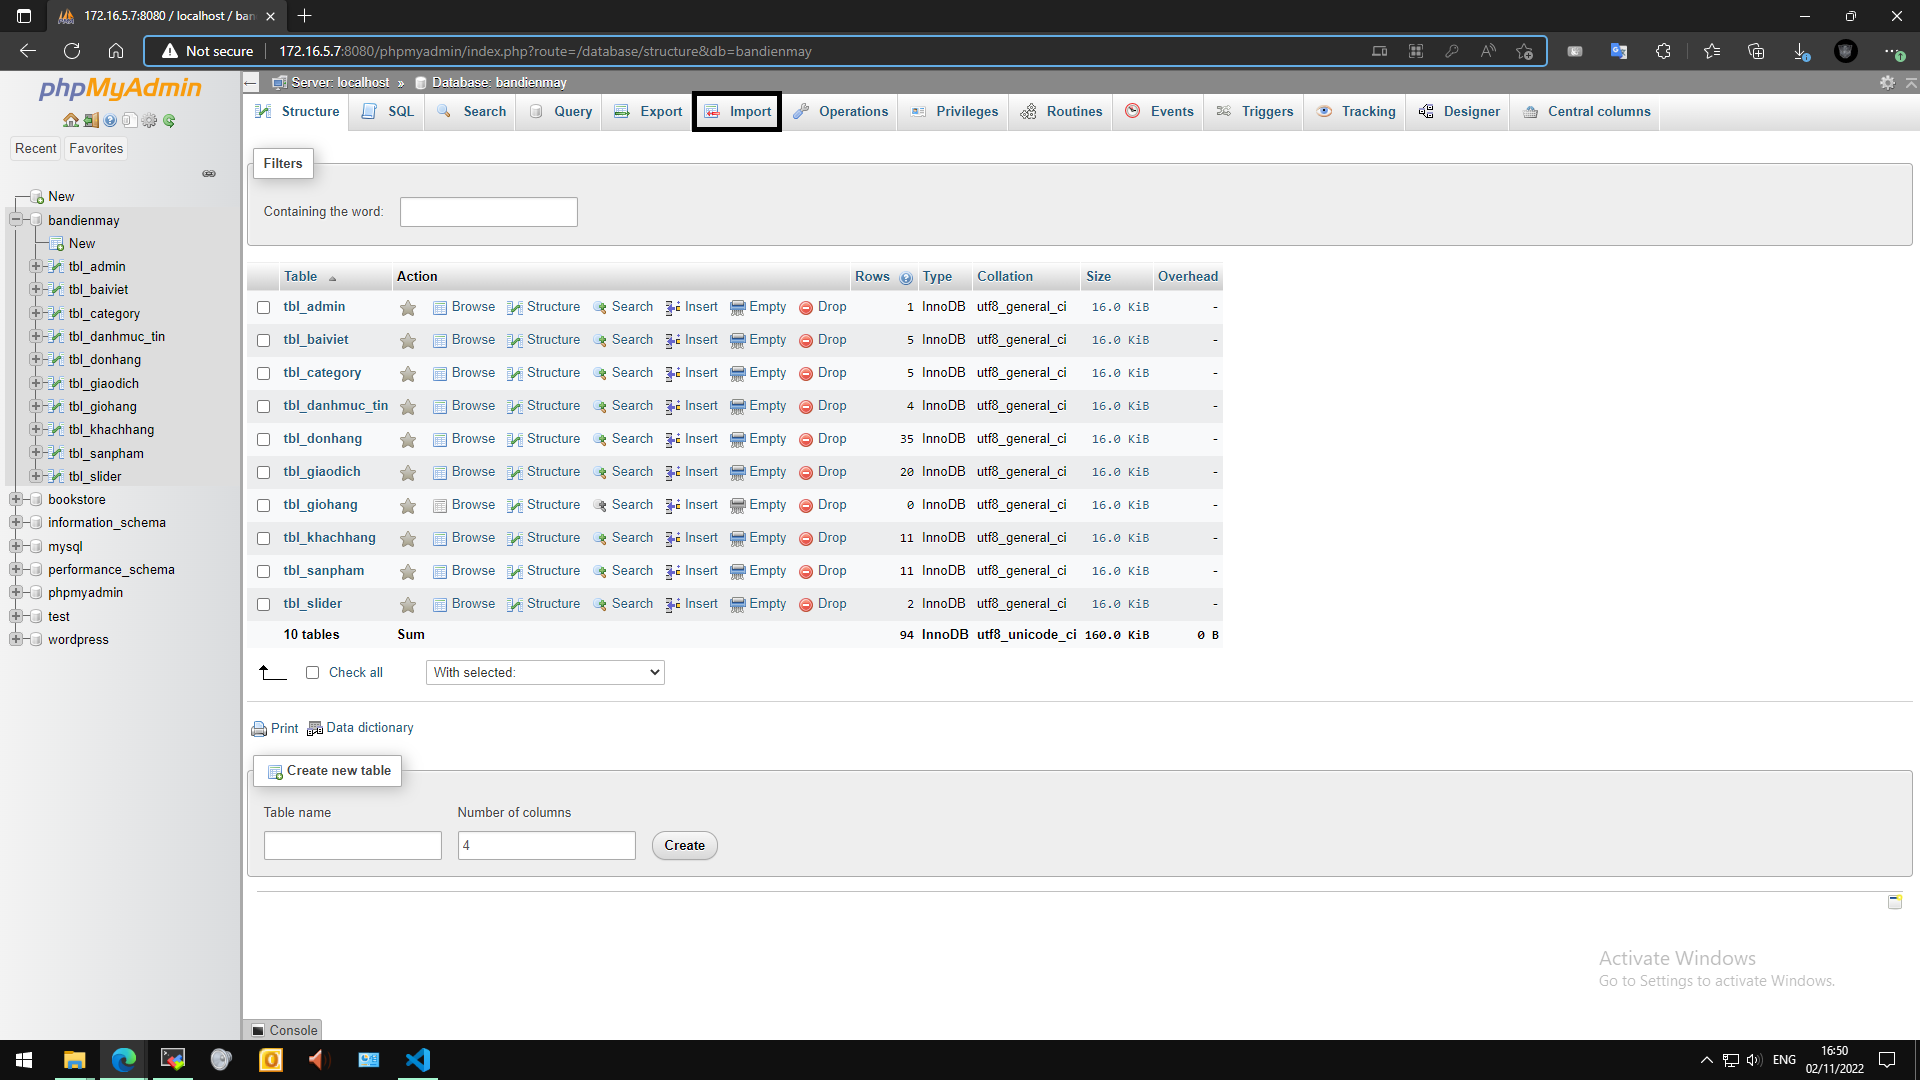 172.16.5.7:8080 / localhost / ban
Not secure
172.16.5.7:8080/phpmyadmin/index.php?route=/database/structure&db=bandienmay
phpMyAdmin
Server: localhost » Database: bandienmay
Structure SQL Search Query Export Import Operations Privileges Routines Events Triggers Tracking Designer Central columns
Recent Favorites
New
bandienmay
New
tbl_admin
tbl_baiviet
tbl_category
tbl_danhmuc_tin
tbl_donhang
tbl_giaodich
tbl_giohang
tbl_khachhang
tbl_sanpham
tbl_slider
bookstore
information_schema
mysql
performance_schema
phpmyadmin
test
wordpress
Filters
Containing the word:
Table Action Rows Type Collation Size Overhead
tbl_admin Browse Structure Search Insert Empty Drop 1 InnoDB utf8_general_ci 16.0 KiB -
tbl_baiviet Browse Structure Search Insert Empty Drop 5 InnoDB utf8_general_ci 16.0 KiB -
tbl_category Browse Structure Search Insert Empty Drop 5 InnoDB utf8_general_ci 16.0 KiB -
tbl_danhmuc_tin Browse Structure Search Insert Empty Drop 4 InnoDB utf8_general_ci 16.0 KiB -
tbl_donhang Browse Structure Search Insert Empty Drop 35 InnoDB utf8_general_ci 16.0 KiB -
tbl_giaodich Browse Structure Search Insert Empty Drop 20 InnoDB utf8_general_ci 16.0 KiB -
tbl_giohang Browse Structure Search Insert Empty Drop 0 InnoDB utf8_general_ci 16.0 KiB -
tbl_khachhang Browse Structure Search Insert Empty Drop 11 InnoDB utf8_general_ci 16.0 KiB -
tbl_sanpham Browse Structure Search Insert Empty Drop 11 InnoDB utf8_general_ci 16.0 KiB -
tbl_slider Browse Structure Search Insert Empty Drop 2 InnoDB utf8_general_ci 16.0 KiB -
10 tables Sum 94 InnoDB utf8_unicode_ci 160.0 KiB 0 B
Check all With selected:
Print Data dictionary
Create new table
Table name Number of columns
4 Create
Activate Windows
Go to Settings to activate Windows.
Console
ENG
16:50
02/11/2022